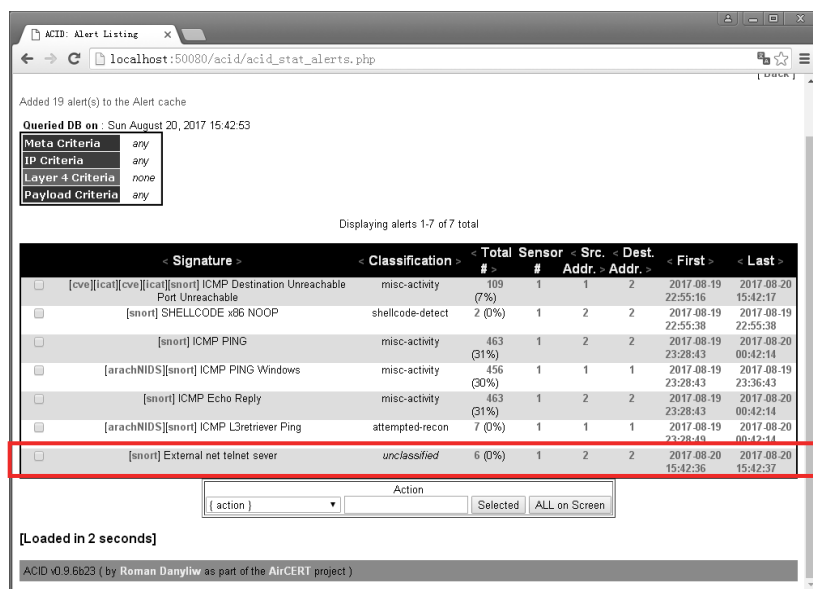 ACID: Alert Listing
localhost:50080/acid/acid_stat_alerts.php
[ Back ]
Added 19 alert(s) to the Alert cache
Queried DB on : Sun August 20, 2017 15:42:53
Meta Criteria any
IP Criteria any
Layer 4 Criteria none
Payload Criteria any
Displaying alerts 1-7 of 7 total
< Signature > < Classification > < Total # > Sensor # < Src. Addr. > < Dest. Addr. > < First > < Last >
[cve][icat][cve][icat][snort] ICMP Destination Unreachable Port Unreachable misc-activity 109 (7%) 1 1 2 2017-08-19 22:55:16 2017-08-20 15:42:17
[snort] SHELLCODE x86 NOOP shellcode-detect 2 (0%) 1 2 2 2017-08-19 22:55:38 2017-08-19 22:55:38
[snort] ICMP PING misc-activity 463 (31%) 1 2 2 2017-08-19 23:28:43 2017-08-20 00:42:14
[arachNIDS][snort] ICMP PING Windows misc-activity 456 (30%) 1 1 1 2017-08-19 23:28:43 2017-08-19 23:36:43
[snort] ICMP Echo Reply misc-activity 463 (31%) 1 2 2 2017-08-19 23:28:43 2017-08-20 00:42:14
[arachNIDS][snort] ICMP L3retriever Ping attempted-recon 7 (0%) 1 1 1 2017-08-19 23:28:49 2017-08-20 00:42:14
[snort] External net telnet sever unclassified 6 (0%) 1 2 2 2017-08-20 15:42:36 2017-08-20 15:42:37
Action
{ action } Selected ALL on Screen
[Loaded in 2 seconds]
ACID v0.9.6b23 ( by Roman Danyliw as part of the AirCERT project )